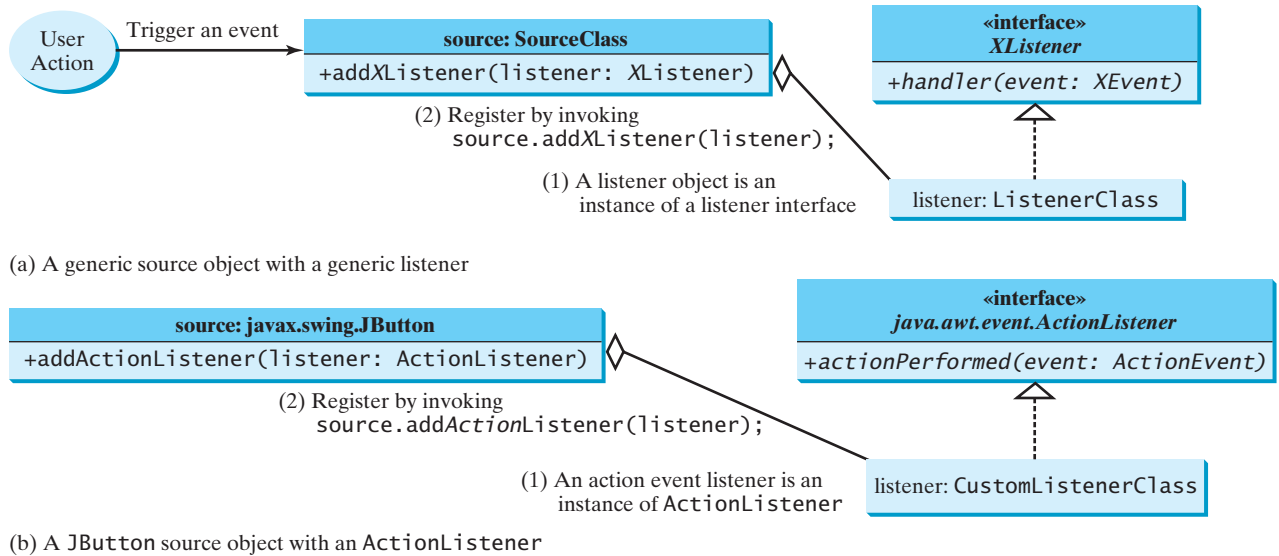 User
Action
Trigger an event
source: SourceClass
+addXListener(listener: XListener)
«interface»
XListener
+handler(event: XEvent)
(2) Register by invoking
source.addXListener(listener);
(1) A listener object is an
instance of a listener interface
listener: ListenerClass
(a) A generic source object with a generic listener
source: javax.swing.JButton
+addActionListener(listener: ActionListener)
«interface»
java.awt.event.ActionListener
+actionPerformed(event: ActionEvent)
(2) Register by invoking
source.addActionListener(listener);
(1) An action event listener is an
instance of ActionListener
listener: CustomListenerClass
(b) A JButton source object with an ActionListener